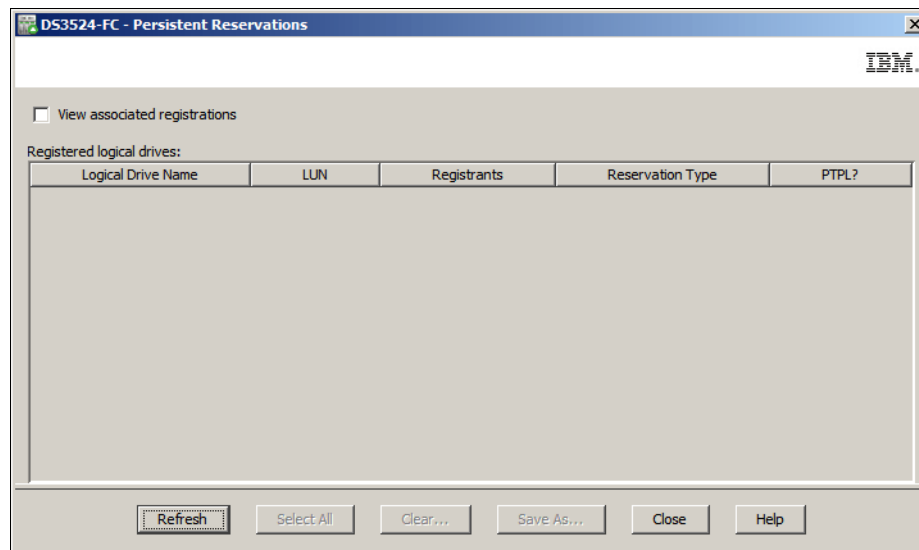 DS3524-FC - Persistent Reservations
IBM.
View associated registrations
Registered logical drives:
Logical Drive Name LUN Registrants Reservation Type PTPL?
Refresh Select All Clear... Save As... Close Help